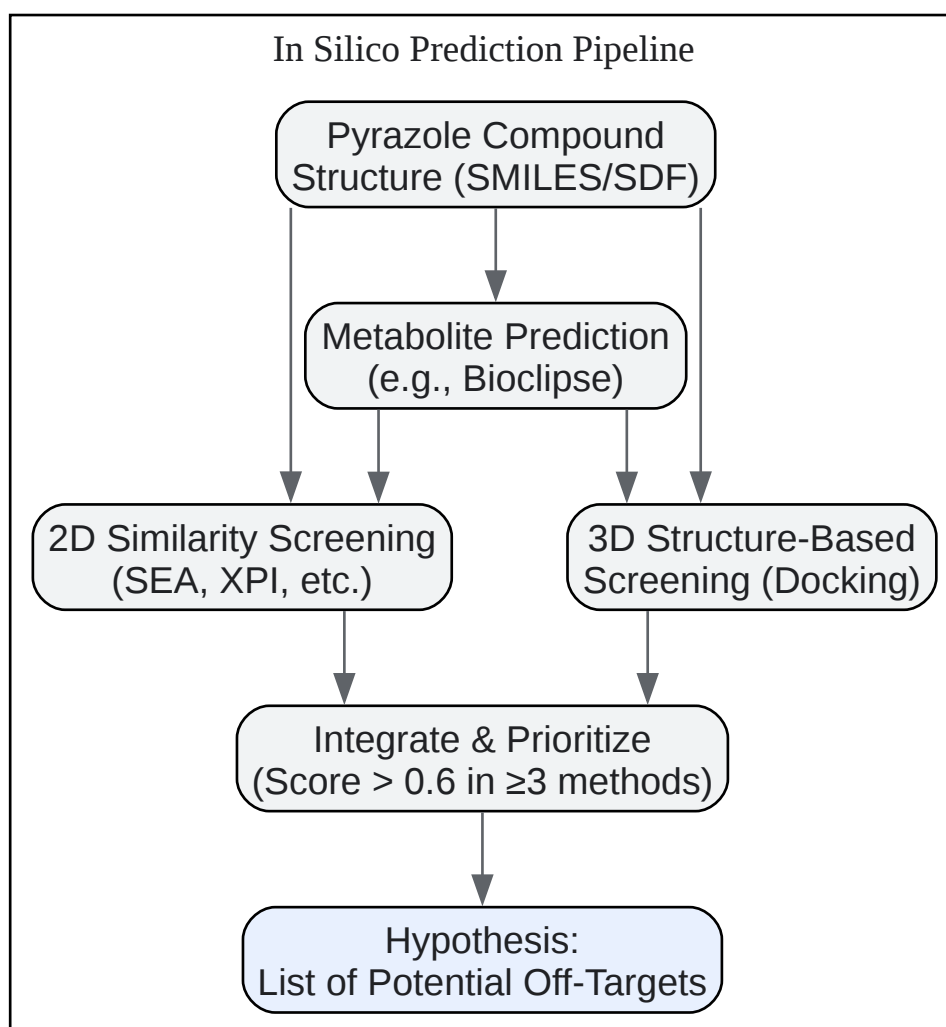 In Silico Prediction Pipeline
Pyrazole Compound
Structure (SMILES/SDF)
Metabolite Prediction
(e.g., Bioclipse)
2D Similarity Screening
(SEA, XPI, etc.)
3D Structure-Based
Screening (Docking)
Integrate & Prioritize
(Score > 0.6 in ≥3 methods)
Hypothesis:
List of Potential Off-Targets